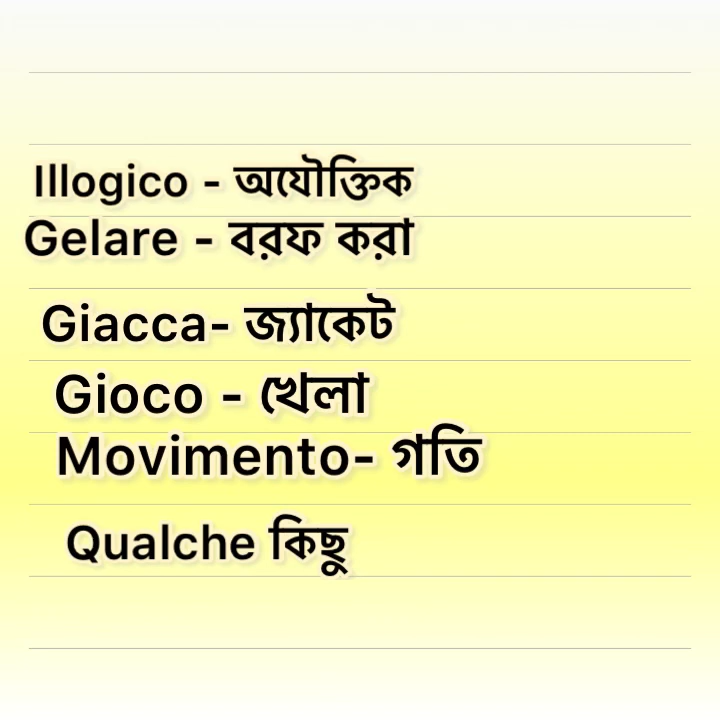 Illogico - অযৌক্তিক
Gelare - বরফ করা
Giacca- জ্যাকেট
Gioco - খেলা
Movimento- গতি
Qualche কিছু